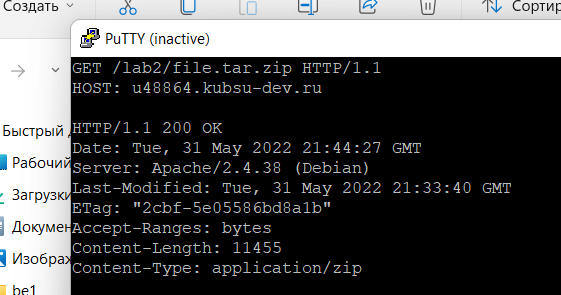 Создать
Сортир
PuTTY (inactive)
GET /lab2/file.tar.zip HTTP/1.1
HOST: u48864.kubsu-dev.ru
HTTP/1.1 200 OK
Date: Tue, 31 May 2022 21:44:27 GMT
Server: Apache/2.4.38 (Debian)
Last-Modified: Tue, 31 May 2022 21:33:40 GMT
ETag: "2cbf-5e05586bd8a1b"
Accept-Ranges: bytes
Content-Length: 11455
Content-Type: application/zip
Быстрый д
Рабочий
Загрузки
Докумен
Изображ
be1